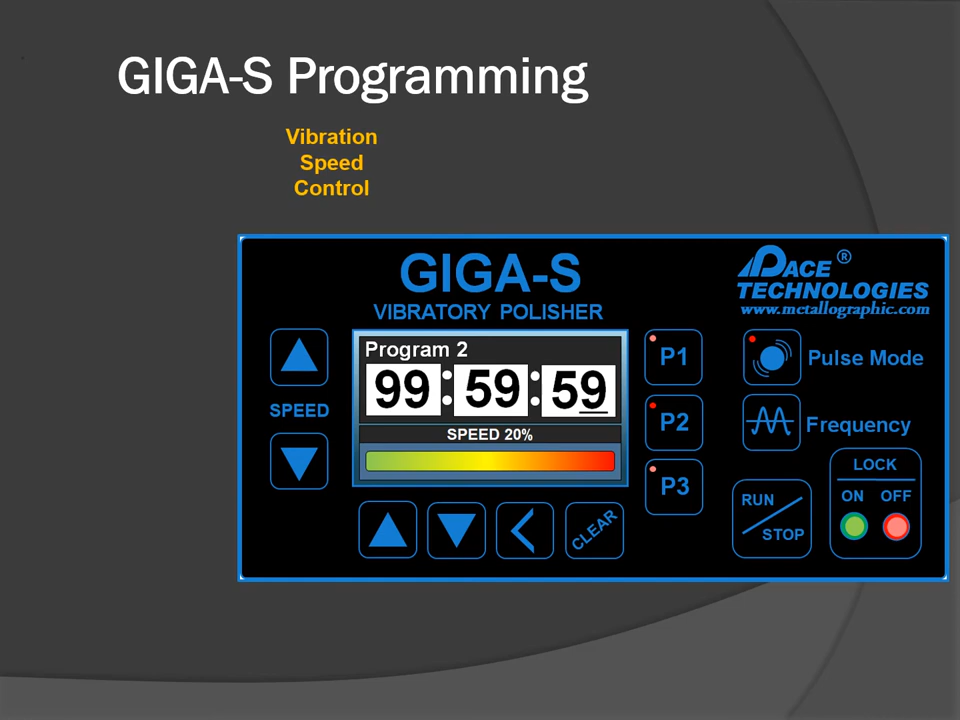 GIGA-S Programming
Vibration
Speed
Control
GIGA-S
VIBRATORY POLISHER
PACE ®
TECHNOLOGIES
www.metallographic.com
SPEED
Program 2
99:59:59
SPEED 20%
P1
P2
P3
Pulse Mode
Frequency
CLEAR
RUN
STOP
LOCK
ON OFF